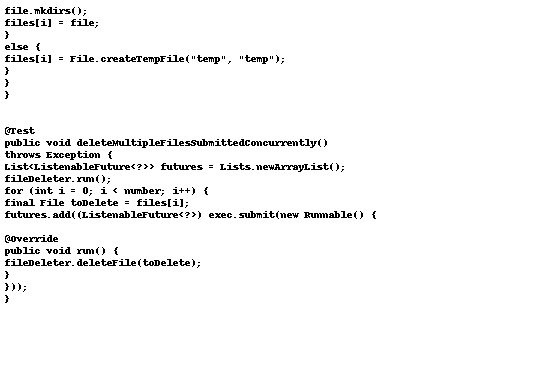 file.mkdirs();
files[i] = file;
}
else {
files[i] = File.createTempFile("temp", "temp");
}
}
}
@Test
public void deleteMultipleFilesSubmittedConcurrently()
throws Exception {
List<ListenableFuture<?>> futures = Lists.newArrayList();
fileDeleter.run();
for (int i = 0; i < number; i++) {
final File toDelete = files[i];
futures.add((ListenableFuture<?>) exec.submit(new Runnable() {
@Override
public void run() {
fileDeleter.deleteFile(toDelete);
}
}));
}